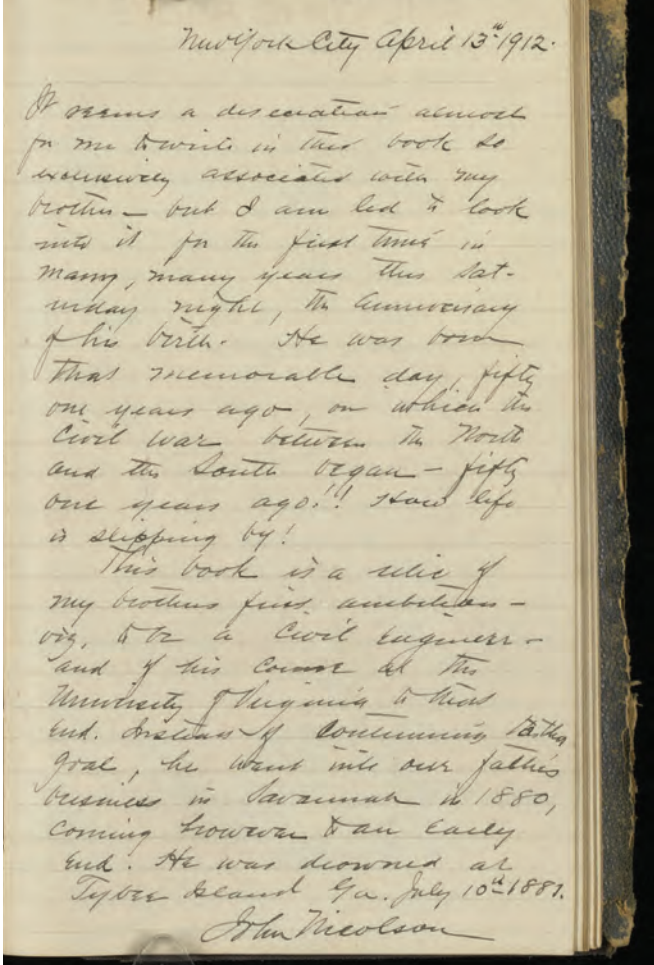 New York City April 13th 1912.
It seems a desecration almost
for me to write in this book so
exclusively associated with my
brother — but I am led to look
into it for the first time in
many, many years this Sat-
urday night, the anniversary
of his birth. He was born
that memorable day, fifty
one years ago, on which the
Civil war between the North
and the South began — fifty
one years ago!! How life
is slipping by!
This book is a relic of
my brothers first ambition —
viz, to be a Civil Engineer —
and of his course at the
University of Virginia to that
end. Instead of continuing to the
goal, he went into our father's
business in Savannah in 1880,
coming however to an early
end. He was drowned at
Tybee Island Ga. July 10th 1881.
John Nicolson